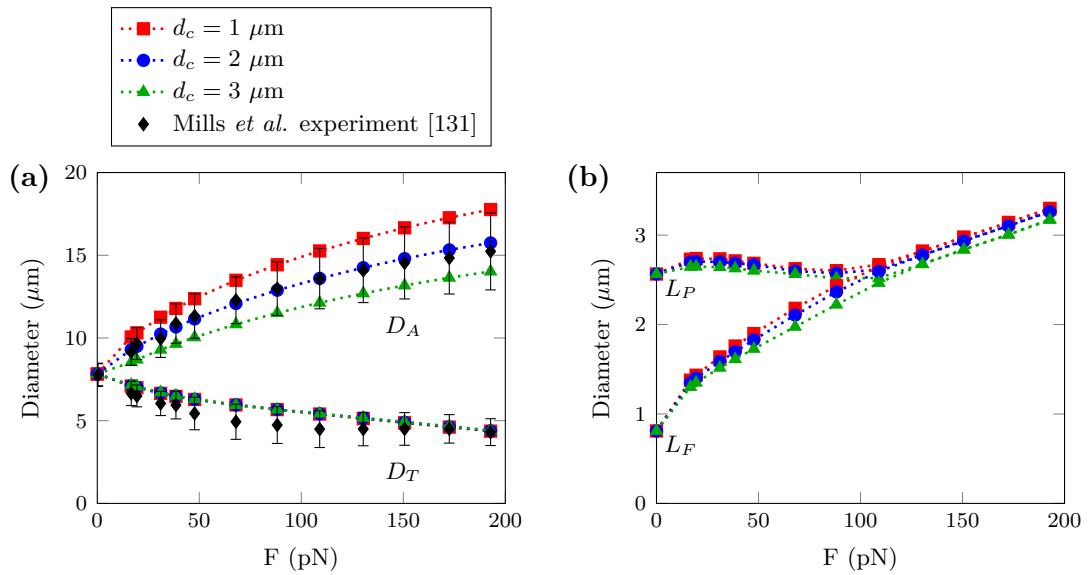 d_c = 1 μm
d_c = 2 μm
d_c = 3 μm
Mills et al. experiment [131]
(a)
20
15
10
5
0
0 50 100 150 200
Diameter (μm)
F (pN)
D_A
D_T
(b)
3
2
1
0
0 50 100 150 200
Diameter (μm)
F (pN)
L_P
L_F